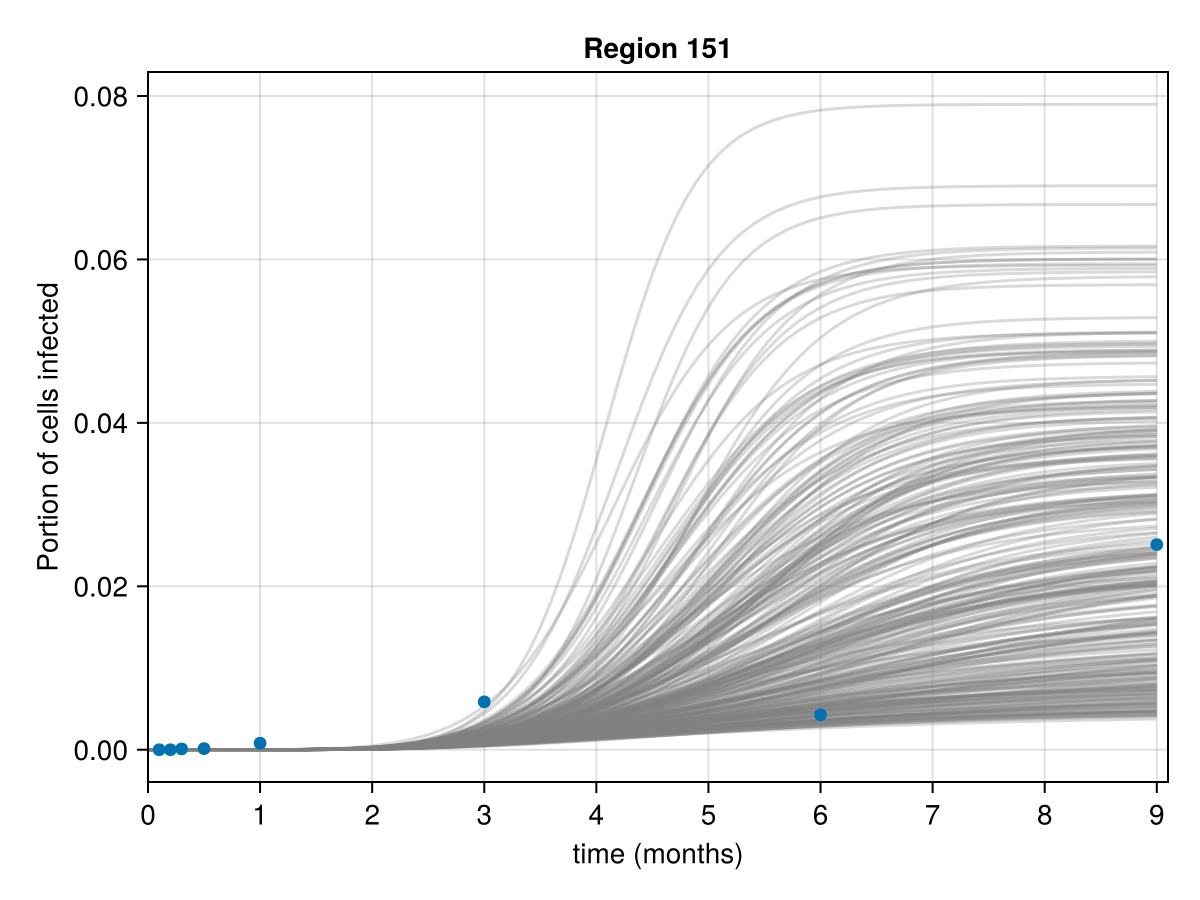 Region 151
0.08
0.06
0.04
0.02
0.00
Portion of cells infected
0 1 2 3 4 5 6 7 8 9
time (months)